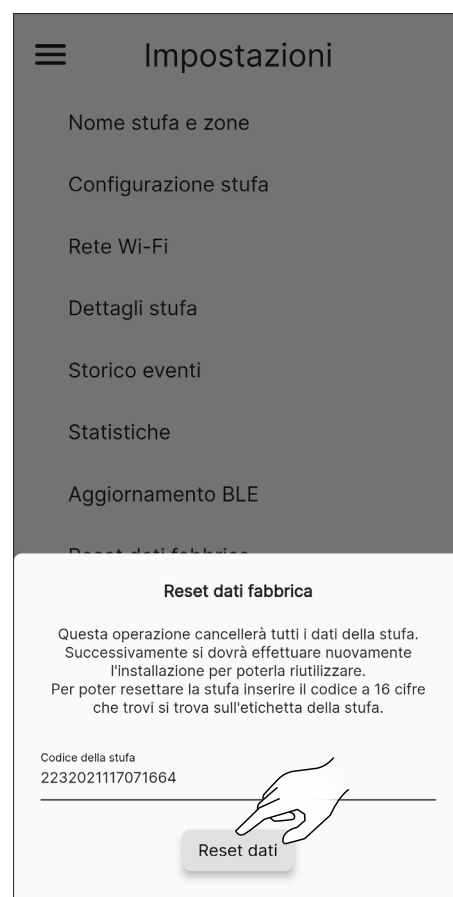 Impostazioni
Nome stufa e zone
Configurazione stufa
Rete Wi-Fi
Dettagli stufa
Storico eventi
Statistiche
Aggiornamento BLE
Reset dati fabbrica
Reset dati fabbrica
Questa operazione cancellerà tutti i dati della stufa.
Successivamente si dovrà effettuare nuovamente
l'installazione per poterla riutilizzare.
Per poter resettare la stufa inserire il codice a 16 cifre
che trovi si trova sull'etichetta della stufa.
Codice della stufa
2232021117071664
Reset dati